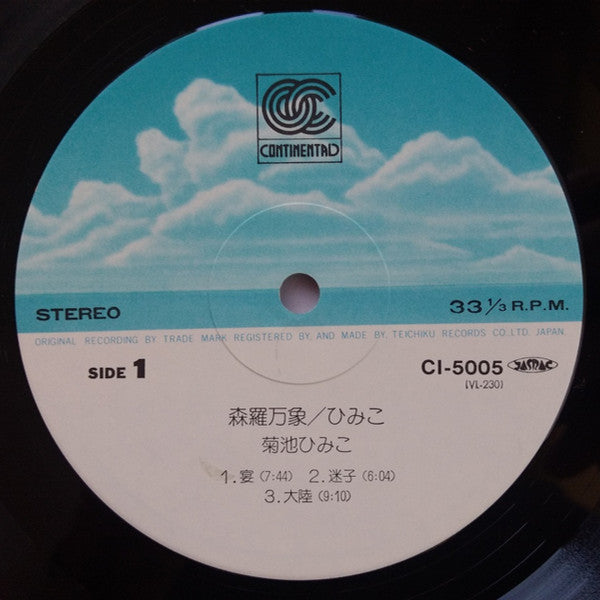 CONTINENTAL
STEREO
33 1/3 R.P.M.
ORIGINAL RECORDING BY TRADE MARK REGISTERED BY, AND MADE BY, TEICHIKU RECORDS CO., LTD. JAPAN.
SIDE 1
CI-5005 JASRAC
(VL-230)
森羅万象/ひみこ
菊池ひみこ
1.宴(7:44) 2.迷子(6:04)
3.大陸(9:10)